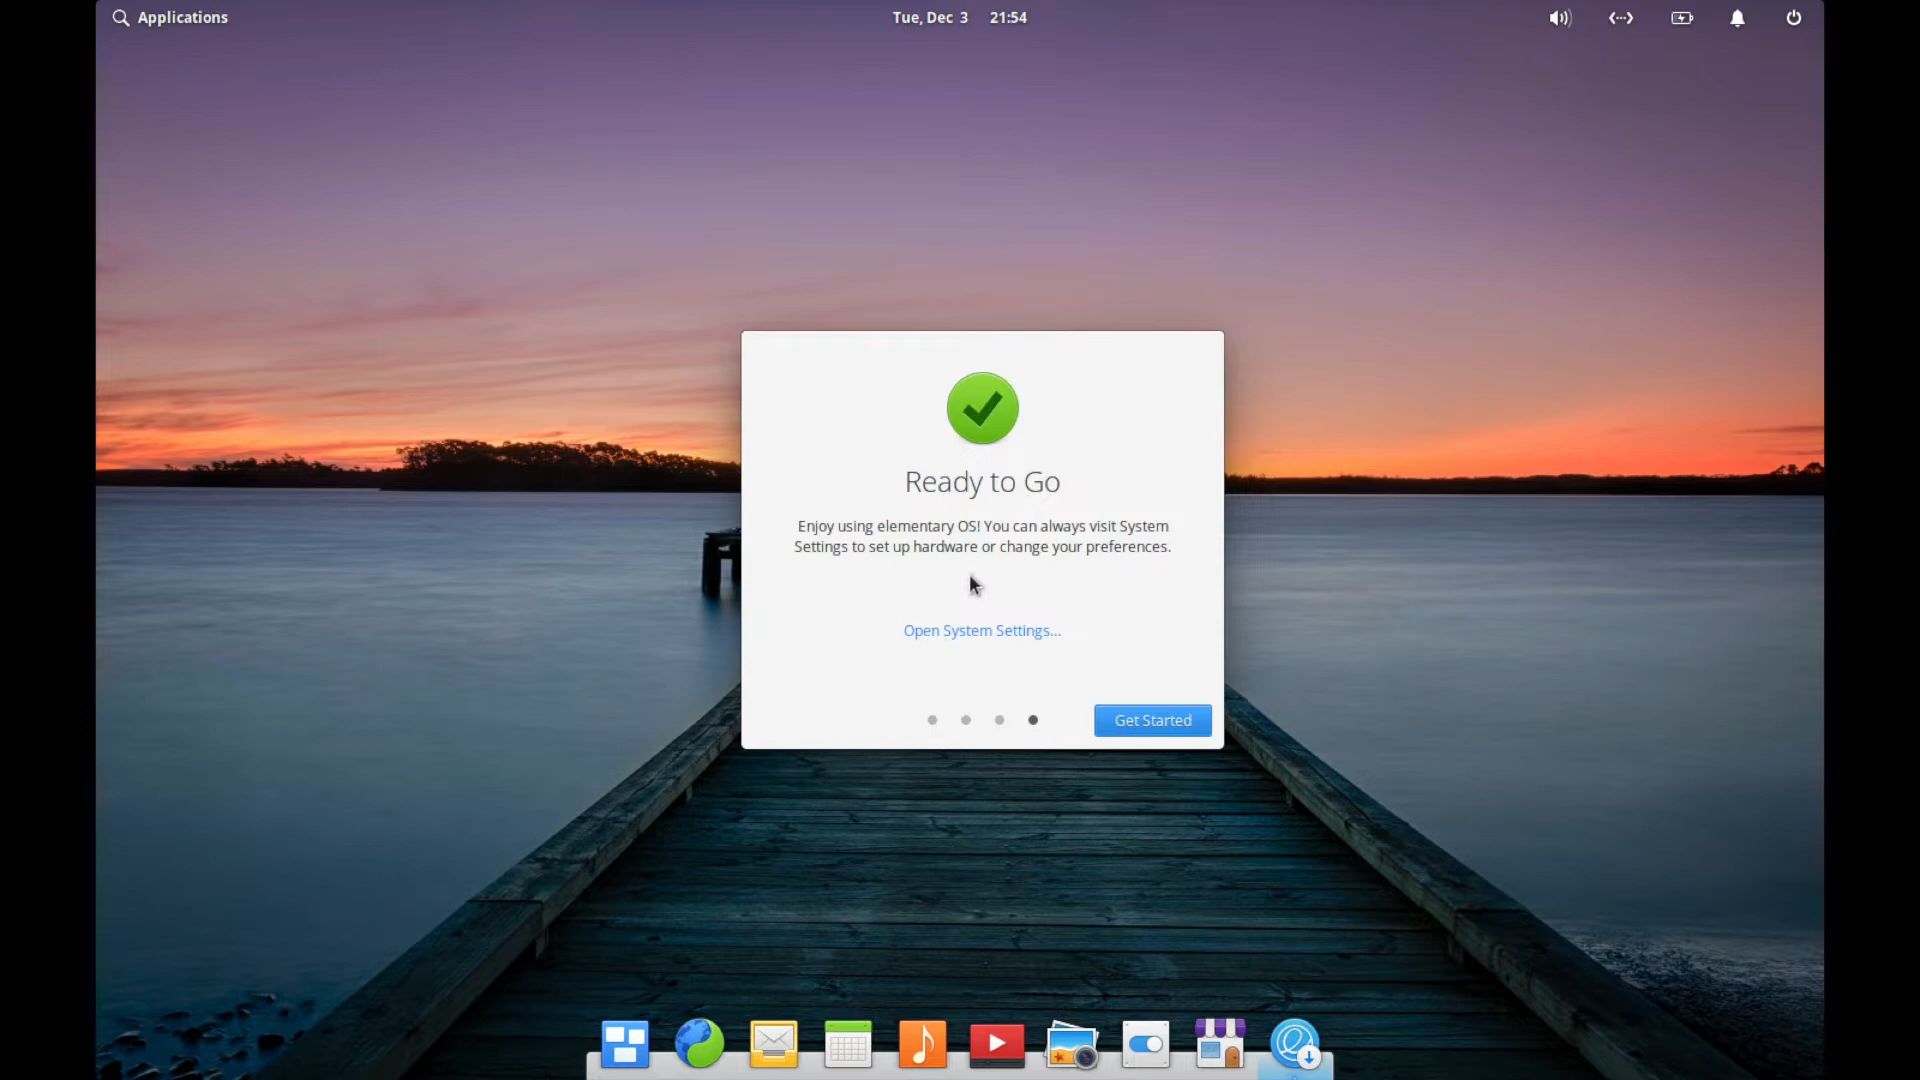 Applications
Tue, Dec 3 21:54
Ready to Go
Enjoy using elementary OS! You can always visit System
Settings to set up hardware or change your preferences.
Open System Settings...
Get Started